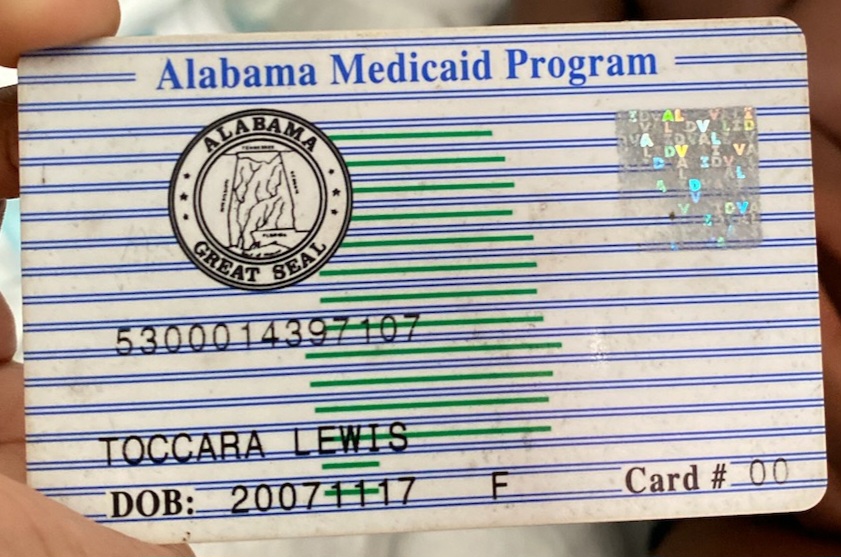 Alabama Medicaid Program
ALABAMA
GREAT SEAL
5300014397107
TOCCARA LEWIS
DOB: 20071117 F Card # 00